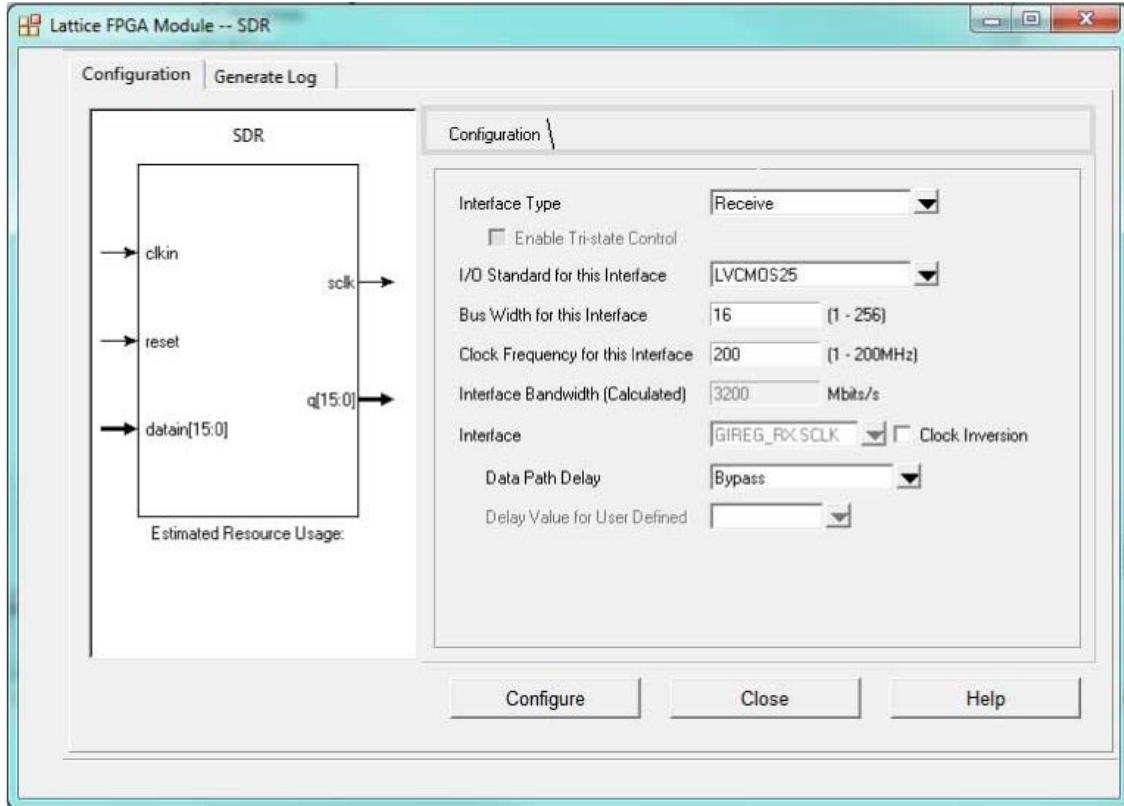 Lattice FPGA Module -- SDR
Configuration
Generate Log
SDR
clkin
sclk
reset
q[15:0]
datain[15:0]
Estimated Resource Usage:
Configuration
Interface Type
Receive
Enable Tri-state Control
I/O Standard for this Interface
LVCMOS25
Bus Width for this Interface
16
(1 - 256)
Clock Frequency for this Interface
200
(1 - 200MHz)
Interface Bandwidth (Calculated)
3200
Mbits/s
Interface
GIREG_RX.SCLK
Clock Inversion
Data Path Delay
Bypass
Delay Value for User Defined
Configure
Close
Help